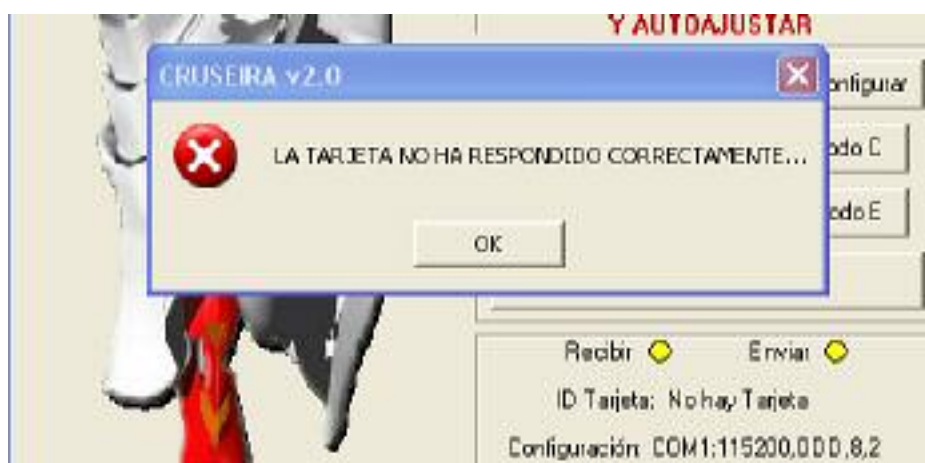 Y AUTOAJUSTAR
CRUSEIRA v2.0
onfigurar
LA TARJETA NO HA RESPONDIDO CORRECTAMENTE...
odo C
odo E
OK
Recibir Enviar
ID Tarjeta: No hay Tarjeta
Configuración: COM1:115200,ODD,8,2